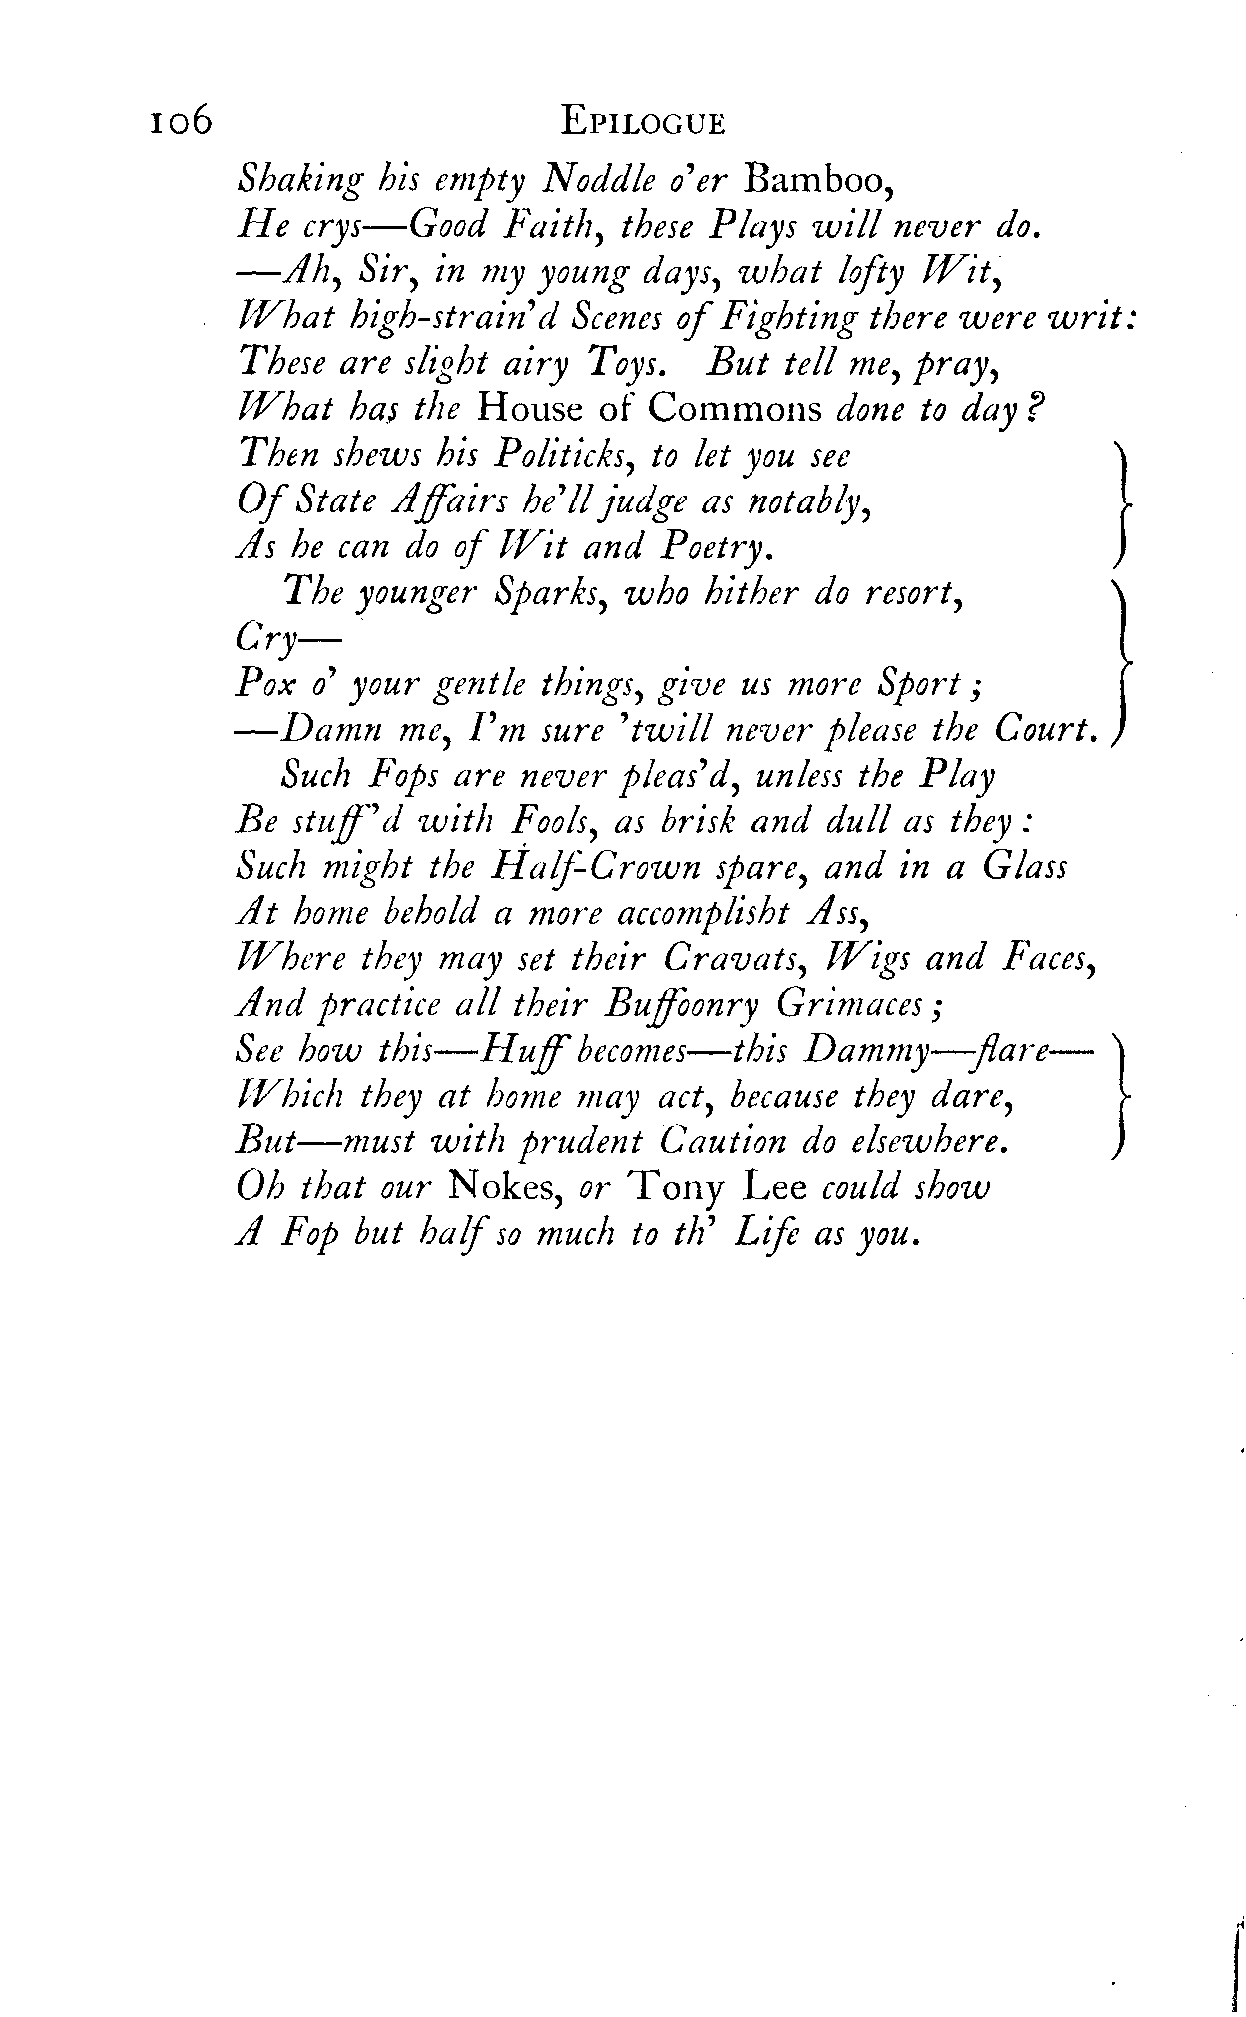 106 EPILOGUE
Shaking his empty Noddle o'er Bamboo,
He crys—Good Faith, these Plays will never do.
—Ah, Sir, in my young days, what lofty Wit,
What high-strain'd Scenes of Fighting there were writ:
These are slight airy Toys. But tell me, pray,
What has the House of Commons done to day?
Then shews his Politicks, to let you see
Of State Affairs he'll judge as notably,
As he can do of Wit and Poetry.
The younger Sparks, who hither do resort,
Cry—
Pox o' your gentle things, give us more Sport;
—Damn me, I'm sure 'twill never please the Court.
Such Fops are never pleas'd, unless the Play
Be stuff'd with Fools, as brisk and dull as they:
Such might the Half-Crown spare, and in a Glass
At home behold a more accomplisht Ass,
Where they may set their Cravats, Wigs and Faces,
And practice all their Buffoonry Grimaces;
See how this—Huff becomes—this Dammy—flare—
Which they at home may act, because they dare,
But—must with prudent Caution do elsewhere.
Oh that our Nokes, or Tony Lee could show
A Fop but half so much to th' Life as you.